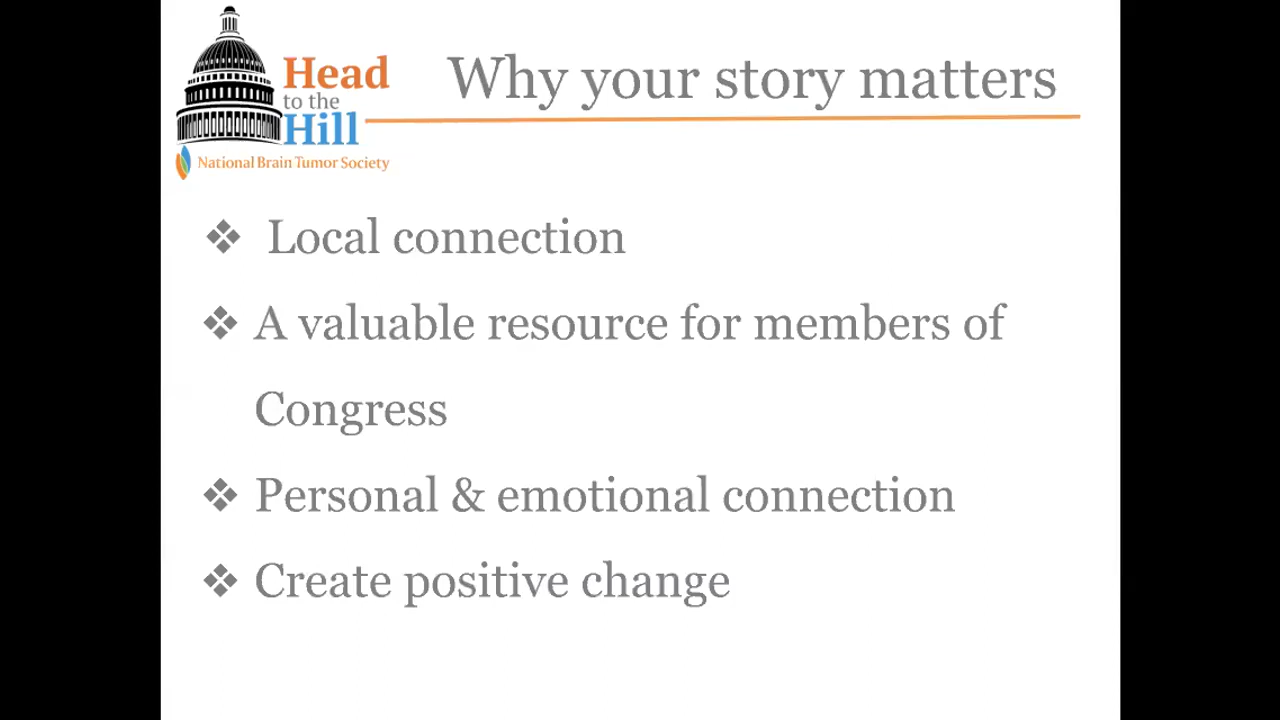 Head
to the
Hill
National Brain Tumor Society
Why your story matters
❖ Local connection
❖ A valuable resource for members of
Congress
❖ Personal & emotional connection
❖ Create positive change